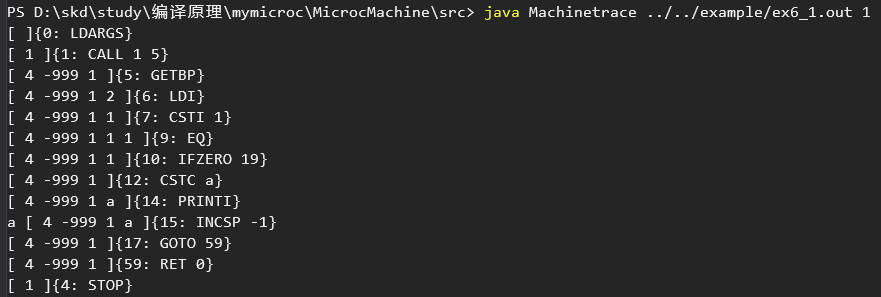 PS D:\skd\study\编译原理\mymicroc\MicrocMachine\src> java Machinetrace ../../example/ex6_1.out 1
[ ]{0: LDARGS}
[ 1 ]{1: CALL 1 5}
[ 4 -999 1 ]{5: GETBP}
[ 4 -999 1 2 ]{6: LDI}
[ 4 -999 1 1 ]{7: CSTI 1}
[ 4 -999 1 1 1 ]{9: EQ}
[ 4 -999 1 1 ]{10: IFZERO 19}
[ 4 -999 1 ]{12: CSTC a}
[ 4 -999 1 a ]{14: PRINTI}
a [ 4 -999 1 a ]{15: INCSP -1}
[ 4 -999 1 ]{17: GOTO 59}
[ 4 -999 1 ]{59: RET 0}
[ 1 ]{4: STOP}